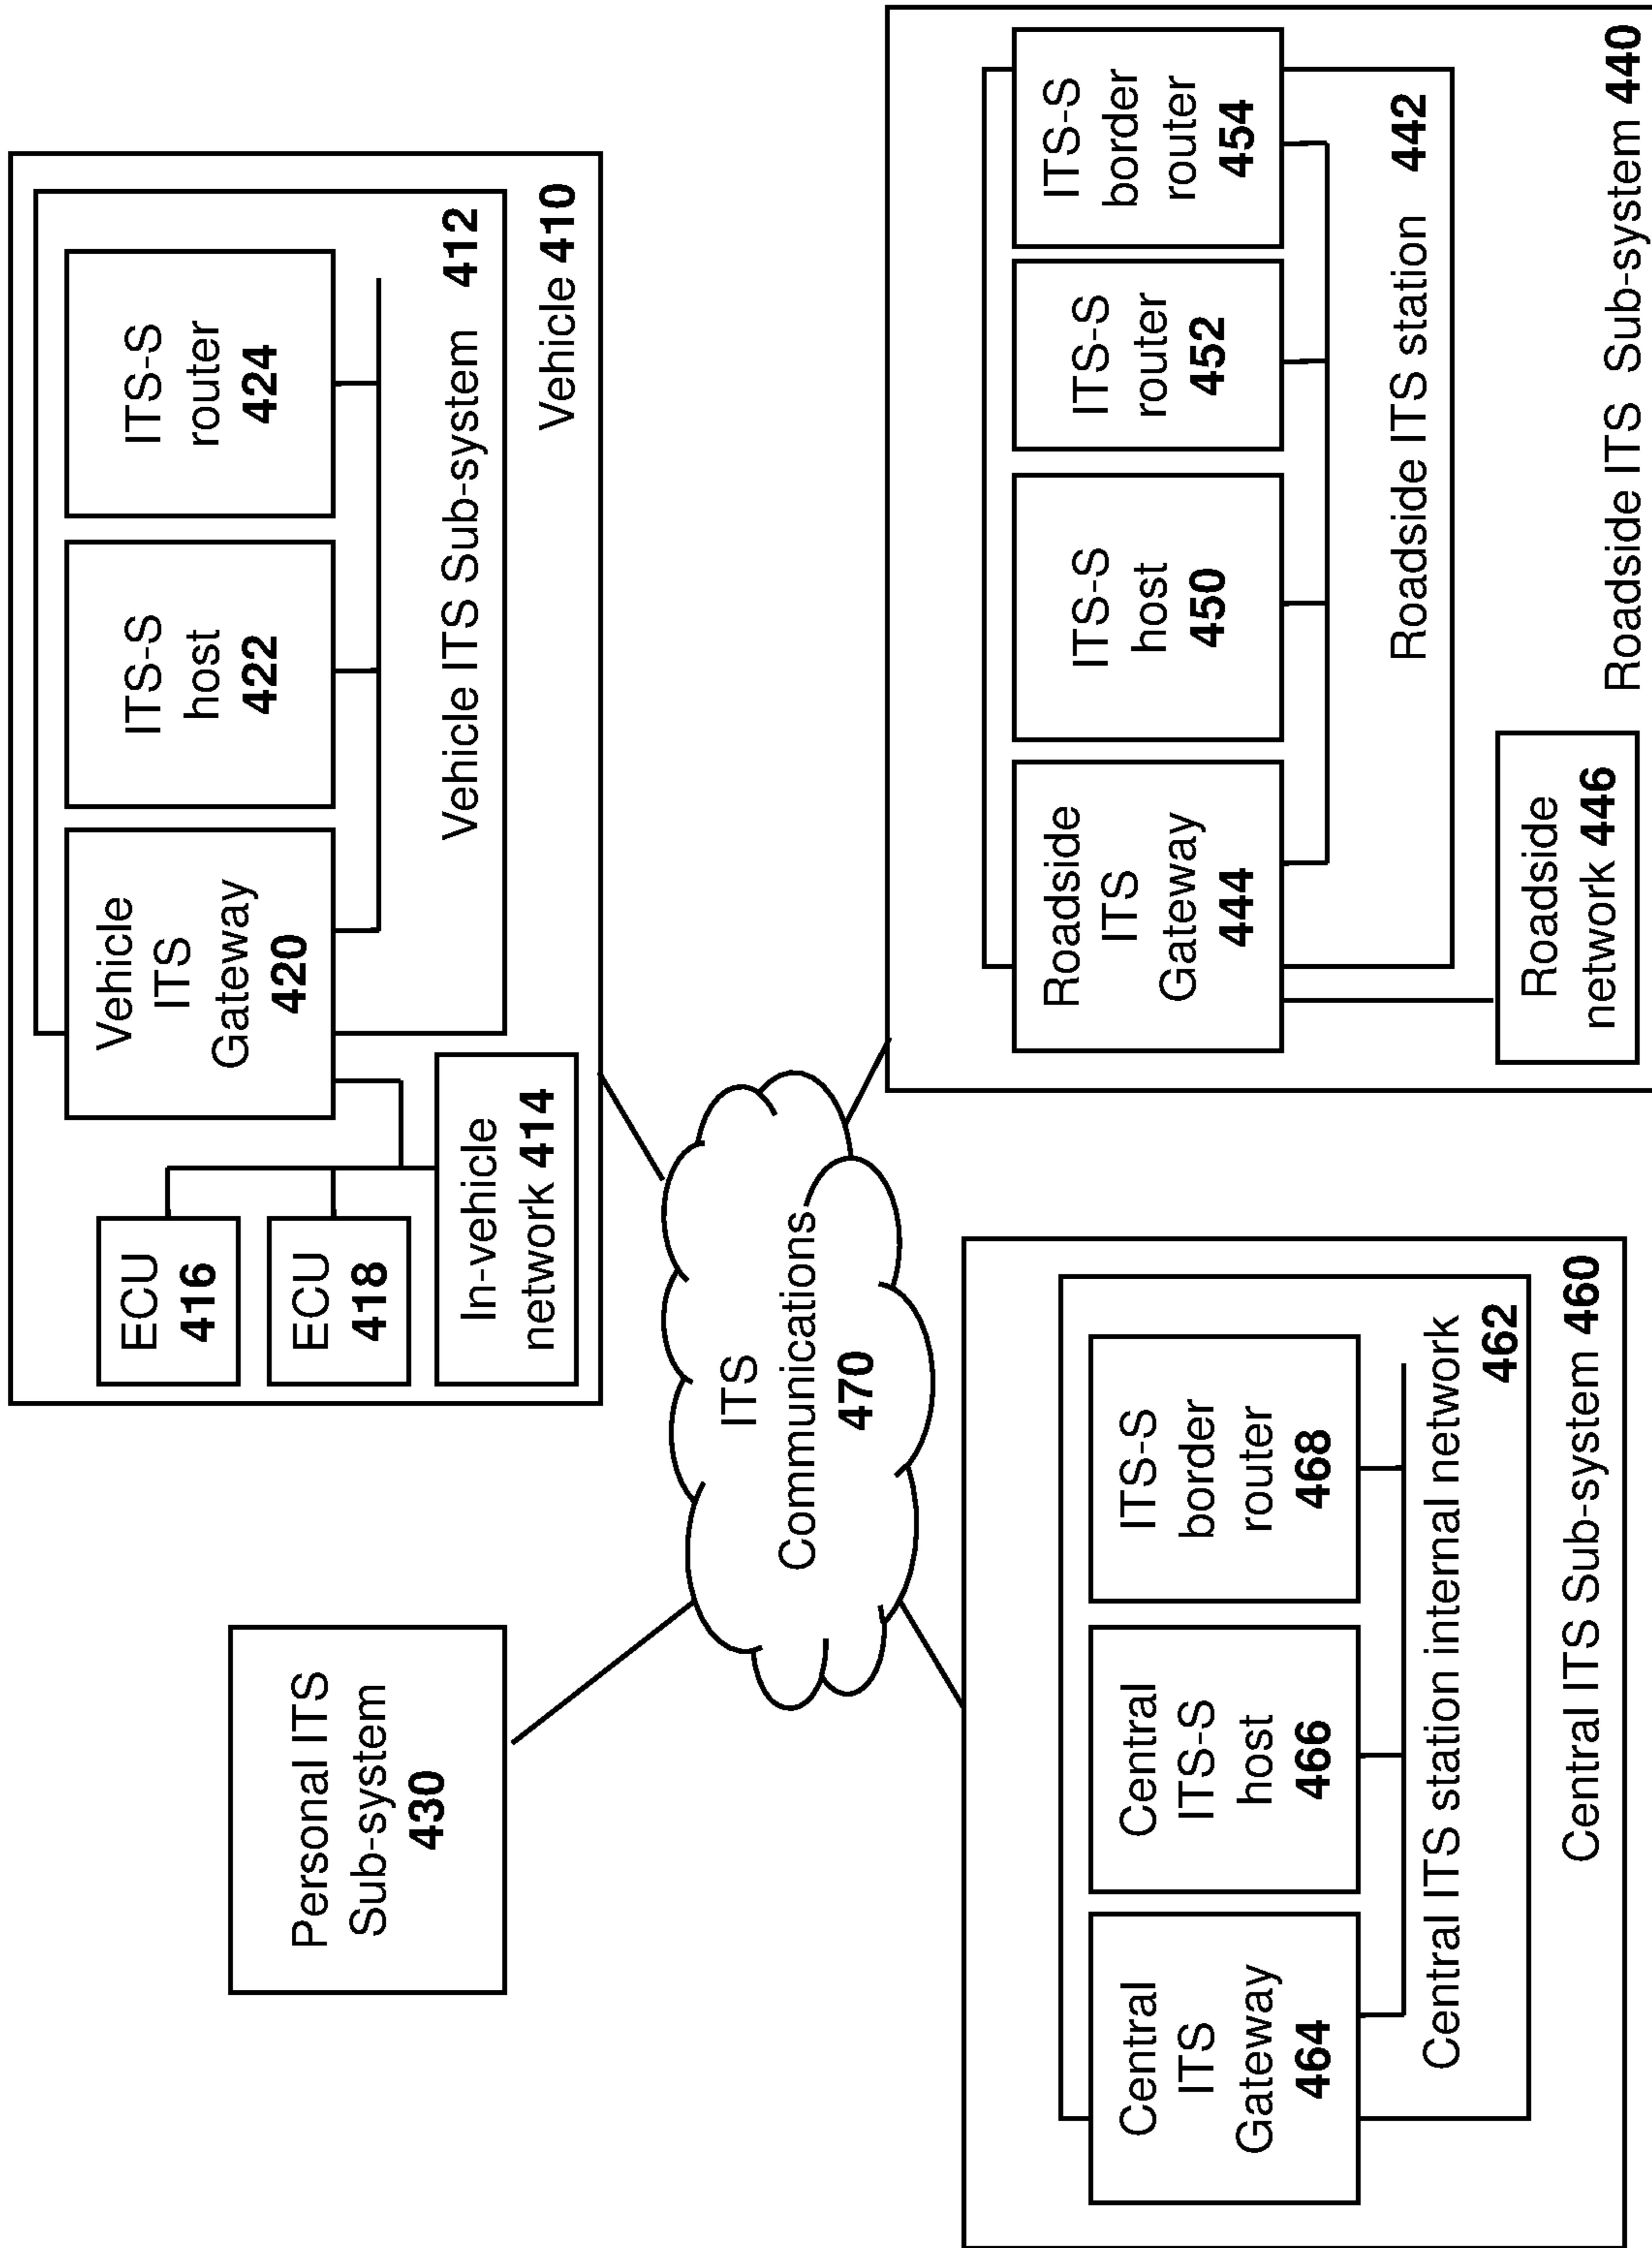 Personal ITS
Sub-system
430
ECU
416
ECU
418
In-vehicle
network 414
Vehicle
ITS
Gateway
420
ITS-S
host
422
ITS-S
router
424
Vehicle ITS Sub-system 412
Vehicle 410
ITS
Communications
470
Central
ITS
Gateway
464
Central
ITS-S
host
466
ITS-S
border
router
468
Central ITS station internal network
462
Central ITS Sub-system 460
Roadside
ITS
Gateway
444
ITS-S
host
450
ITS-S
router
452
ITS-S
border
router
454
Roadside ITS station 442
Roadside
network 446
Roadside ITS Sub-system 440